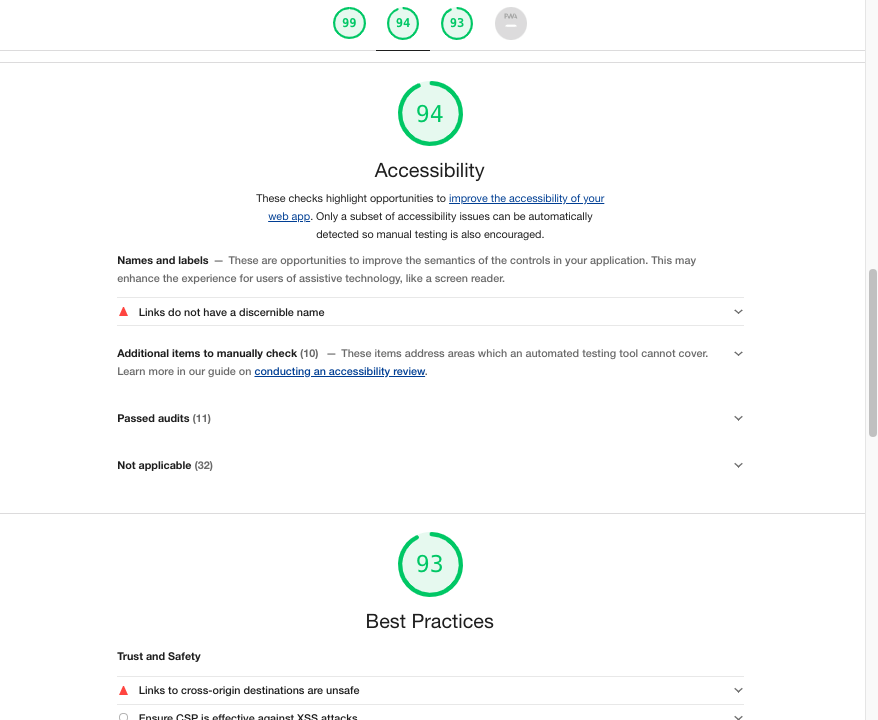 99 94 93 PWA
94
Accessibility
These checks highlight opportunities to improve the accessibility of your
web app. Only a subset of accessibility issues can be automatically
detected so manual testing is also encouraged.
Names and labels — These are opportunities to improve the semantics of the controls in your application. This may
enhance the experience for users of assistive technology, like a screen reader.
Links do not have a discernible name
Additional items to manually check (10) — These items address areas which an automated testing tool cannot cover.
Learn more in our guide on conducting an accessibility review.
Passed audits (11)
Not applicable (32)
93
Best Practices
Trust and Safety
Links to cross-origin destinations are unsafe
Ensure CSP is effective against XSS attacks